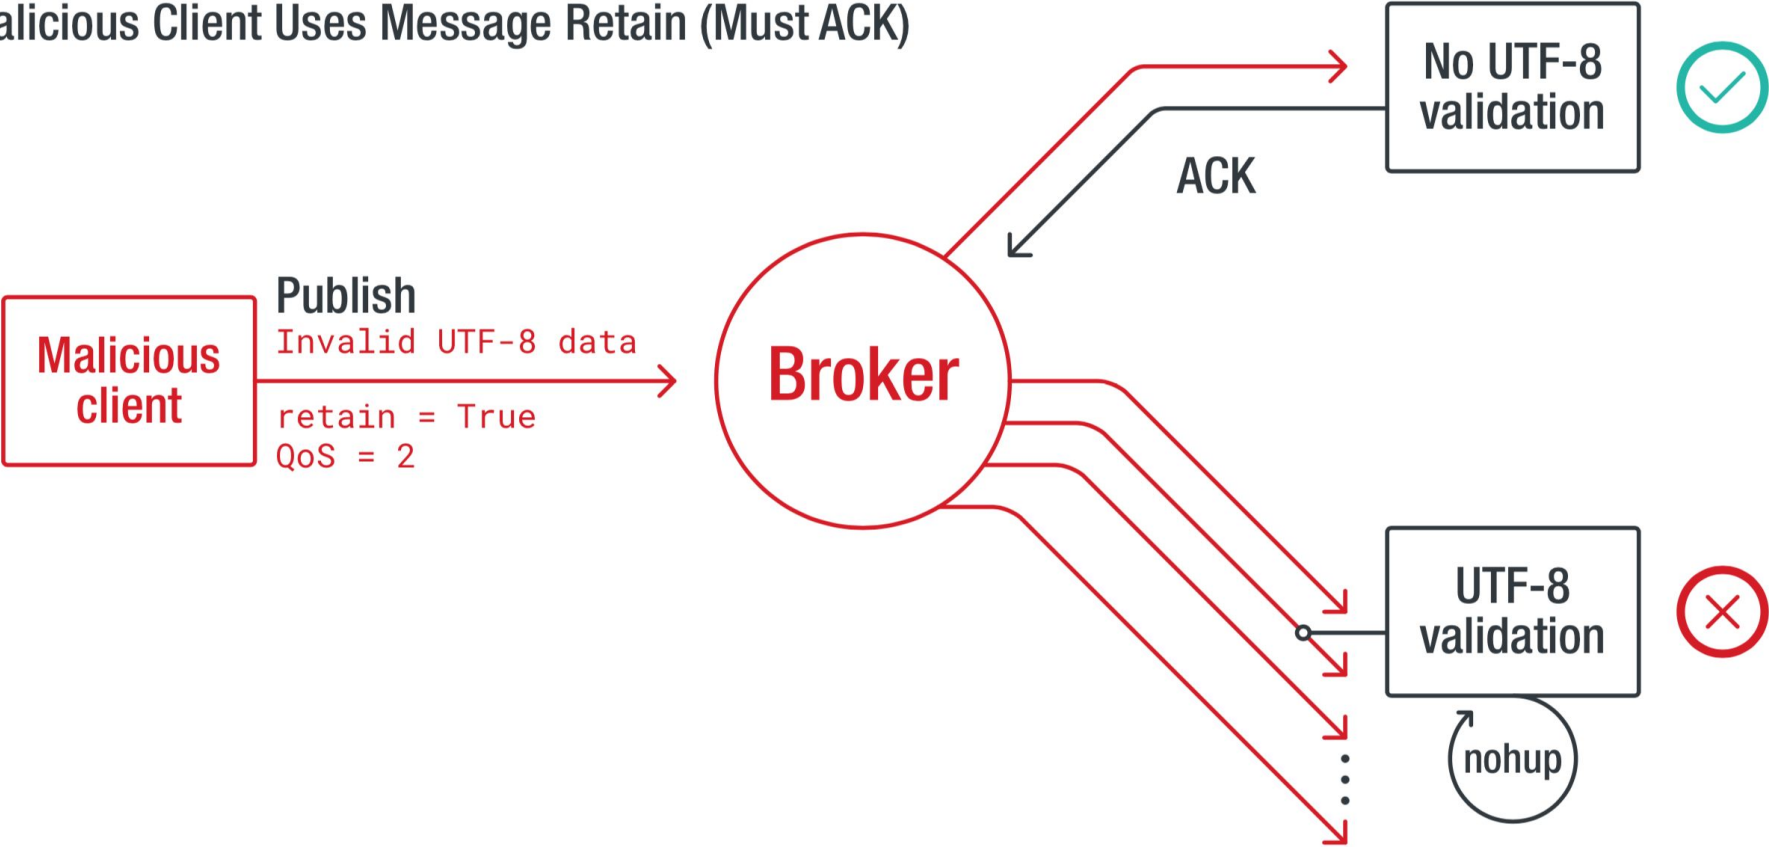 alicious Client Uses Message Retain (Must ACK)
No UTF-8
validation
ACK
Publish
Invalid UTF-8 data
Malicious
client
retain = True
QoS = 2
Broker
UTF-8
validation
nohup